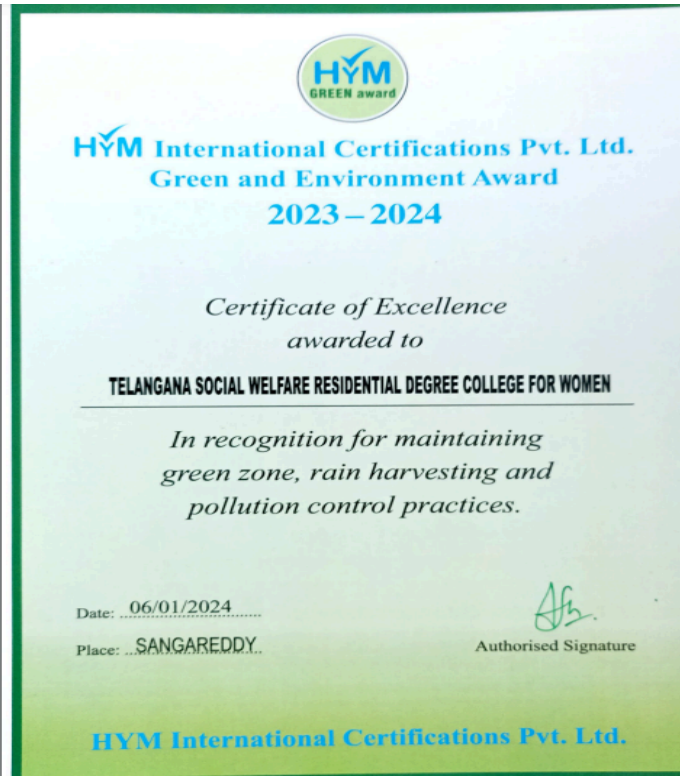 HYM
GREEN award
HYM International Certifications Pvt. Ltd.
Green and Environment Award
2023 – 2024
Certificate of Excellence
awarded to
TELANGANA SOCIAL WELFARE RESIDENTIAL DEGREE COLLEGE FOR WOMEN
In recognition for maintaining
green zone, rain harvesting and
pollution control practices.
Date: 06/01/2024
Place: SANGAREDDY
Authorised Signature
HYM International Certifications Pvt. Ltd.